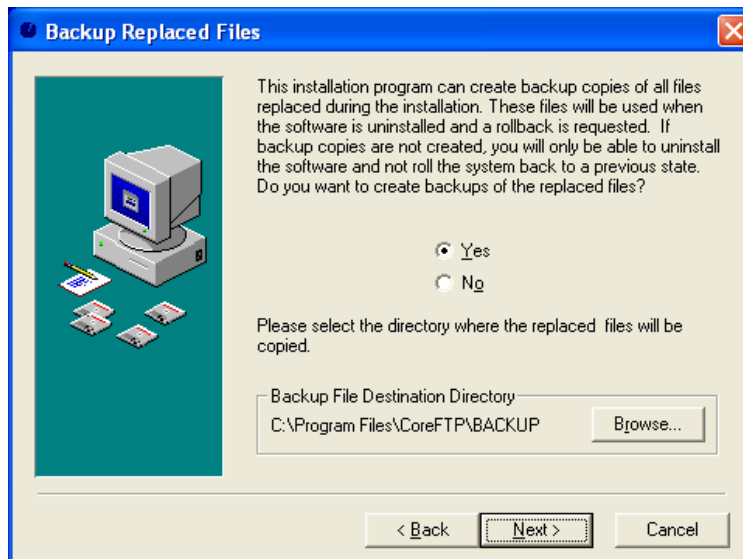 Backup Replaced Files
This installation program can create backup copies of all files
replaced during the installation. These files will be used when
the software is uninstalled and a rollback is requested.  If
backup copies are not created, you will only be able to uninstall
the software and not roll the system back to a previous state.
Do you want to create backups of the replaced files?
Yes
No
Please select the directory where the replaced  files will be
copied.
Backup File Destination Directory
C:\Program Files\CoreFTP\BACKUP
Browse...
< Back
Next >
Cancel